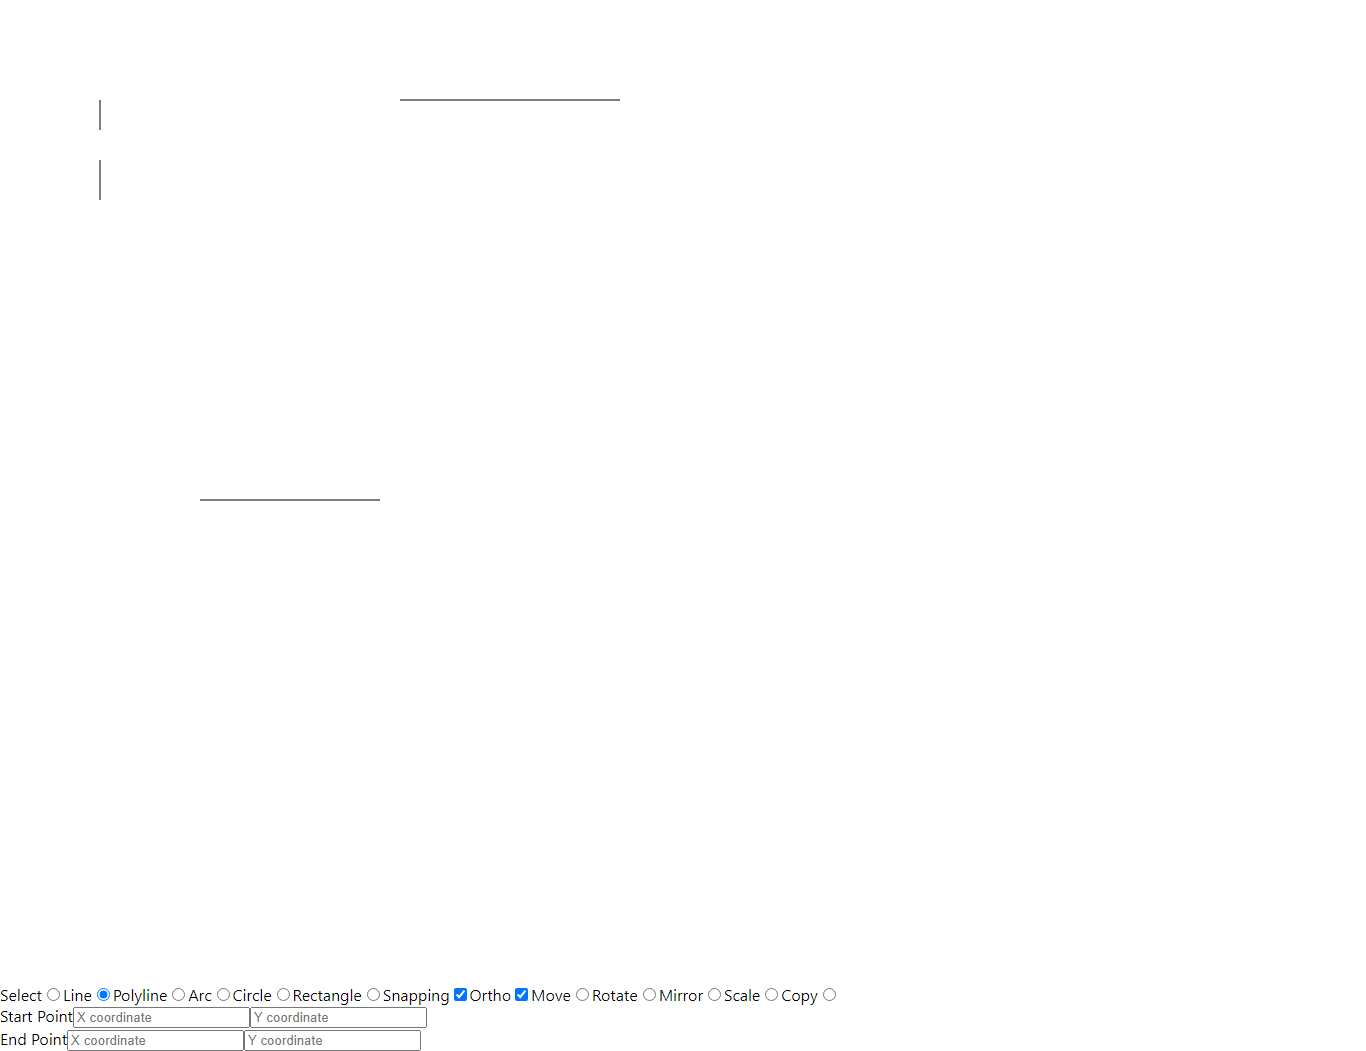 Select Line Polyline Arc Circle Rectangle Snapping Ortho Move Rotate Mirror Scale Copy
Start Point X coordinate Y coordinate
End Point X coordinate Y coordinate